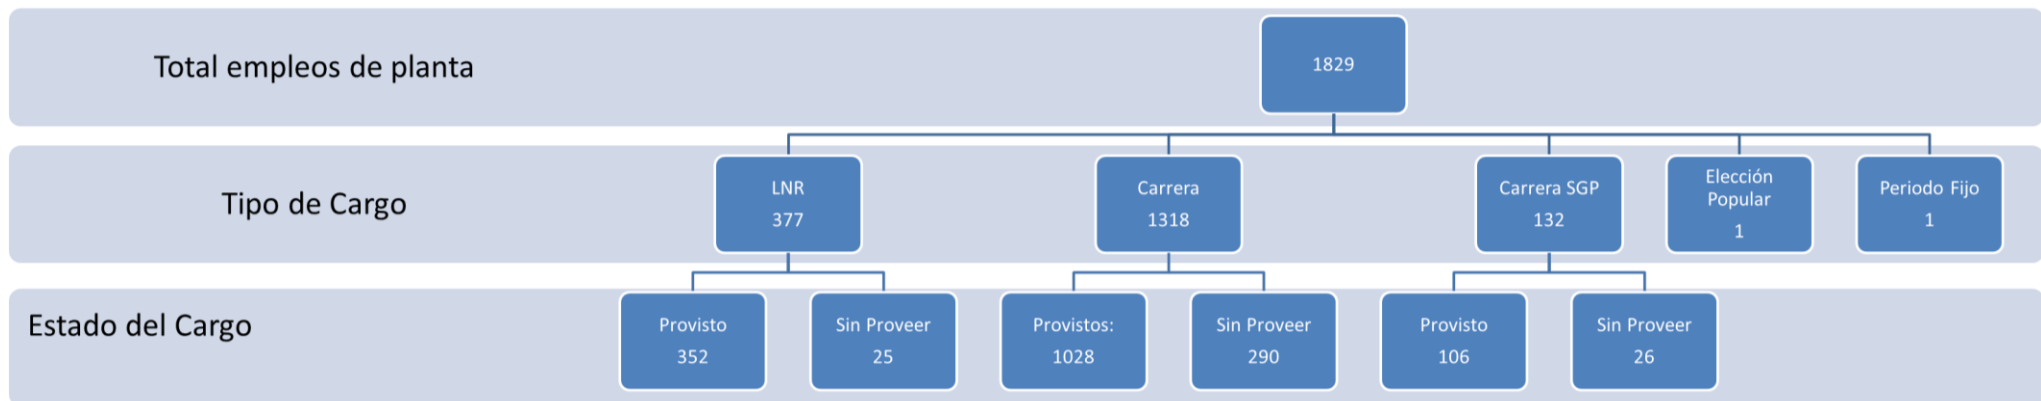 Total empleos de planta
1829
Tipo de Cargo
LNR
377
Carrera
1318
Carrera SGP
132
Elección
Popular
1
Periodo Fijo
1
Estado del Cargo
Provisto
352
Sin Proveer
25
Provistos:
1028
Sin Proveer
290
Provisto
106
Sin Proveer
26